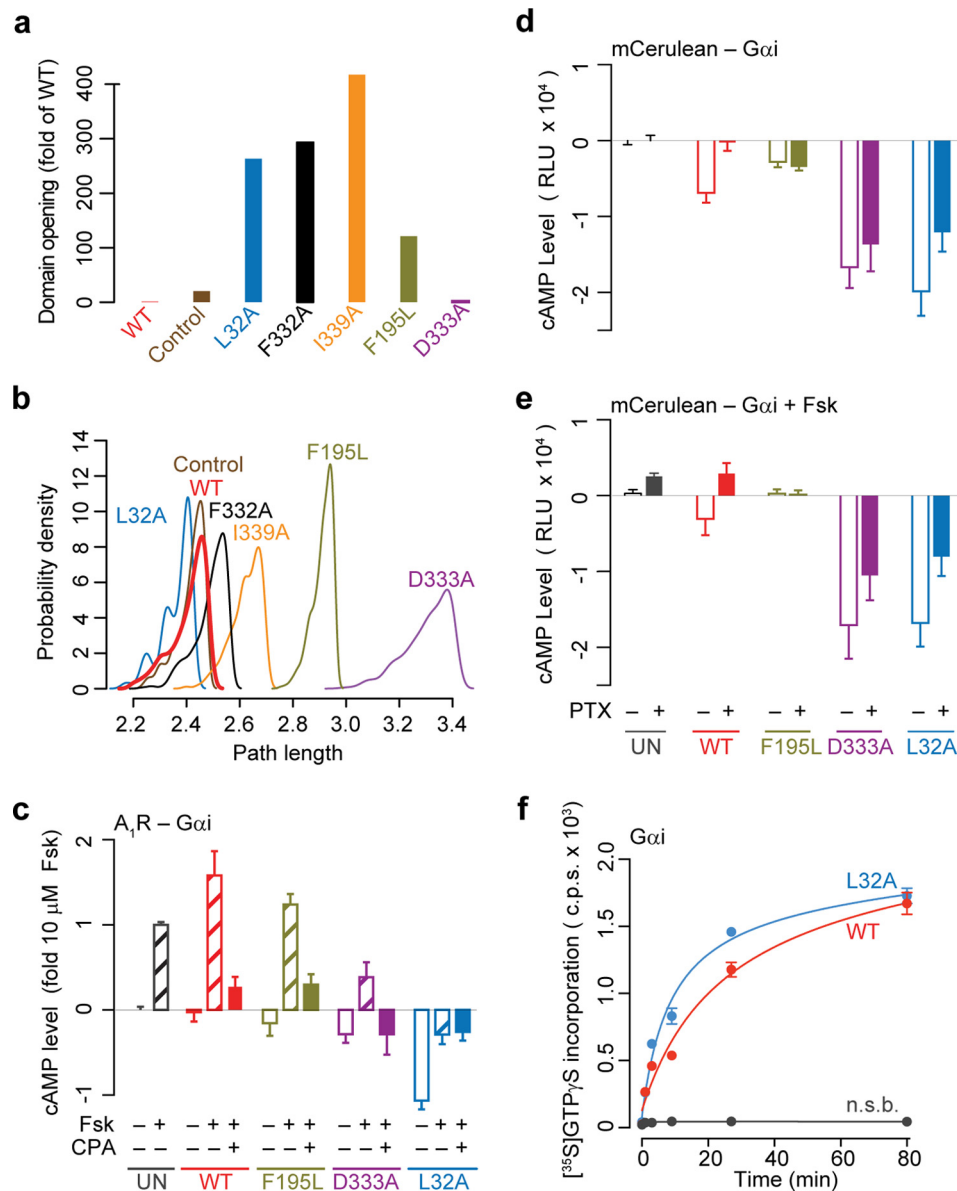 a
Domain opening (fold of WT)
400
300
200
100
0
WT
Control
L32A
F332A
I339A
F195L
D333A
b
Probability density
14
12
10
8
6
4
2
0
Control
WT
L32A
F332A
I339A
F195L
D333A
2.2 2.4 2.6 2.8 3.0 3.2 3.4
Path length
c
A1R – Gαi
cAMP level (fold 10 μM Fsk)
2
1
0
-1
Fsk – + – + + – + + – + + – + +
CPA – – – – + – – + – – + – – +
UN WT F195L D333A L32A
d
mCerulean – Gαi
cAMP Level ( RLU x 10⁴)
1
0
-1
-2
e
mCerulean – Gαi + Fsk
cAMP Level ( RLU x 10⁴)
1
0
-1
-2
PTX – + – + – + – + – +
UN WT F195L D333A L32A
f
Gαi
[³⁵S]GTPγS incorporation ( c.p.s. x 10³)
2.0
1.5
1.0
0.5
0
L32A
WT
n.s.b.
0 20 40 60 80
Time (min)